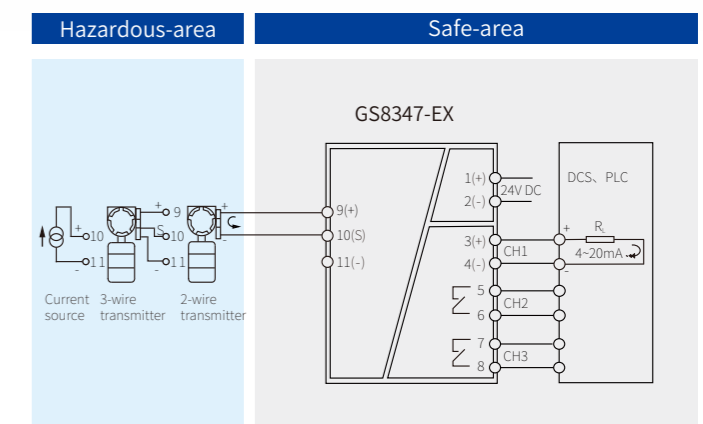 Hazardous-area
Safe-area
GS8347-EX
1(+)
24V DC
2(-)
DCS、PLC
+ 9
+
9(+)
+ 10
S 10
-
10(S)
3(+)
CH1
+ RL
4~20mA
- 11
- 11
11(-)
4(-)
-
5
CH2
6
Current source
3-wire transmitter
2-wire transmitter
7
CH3
8